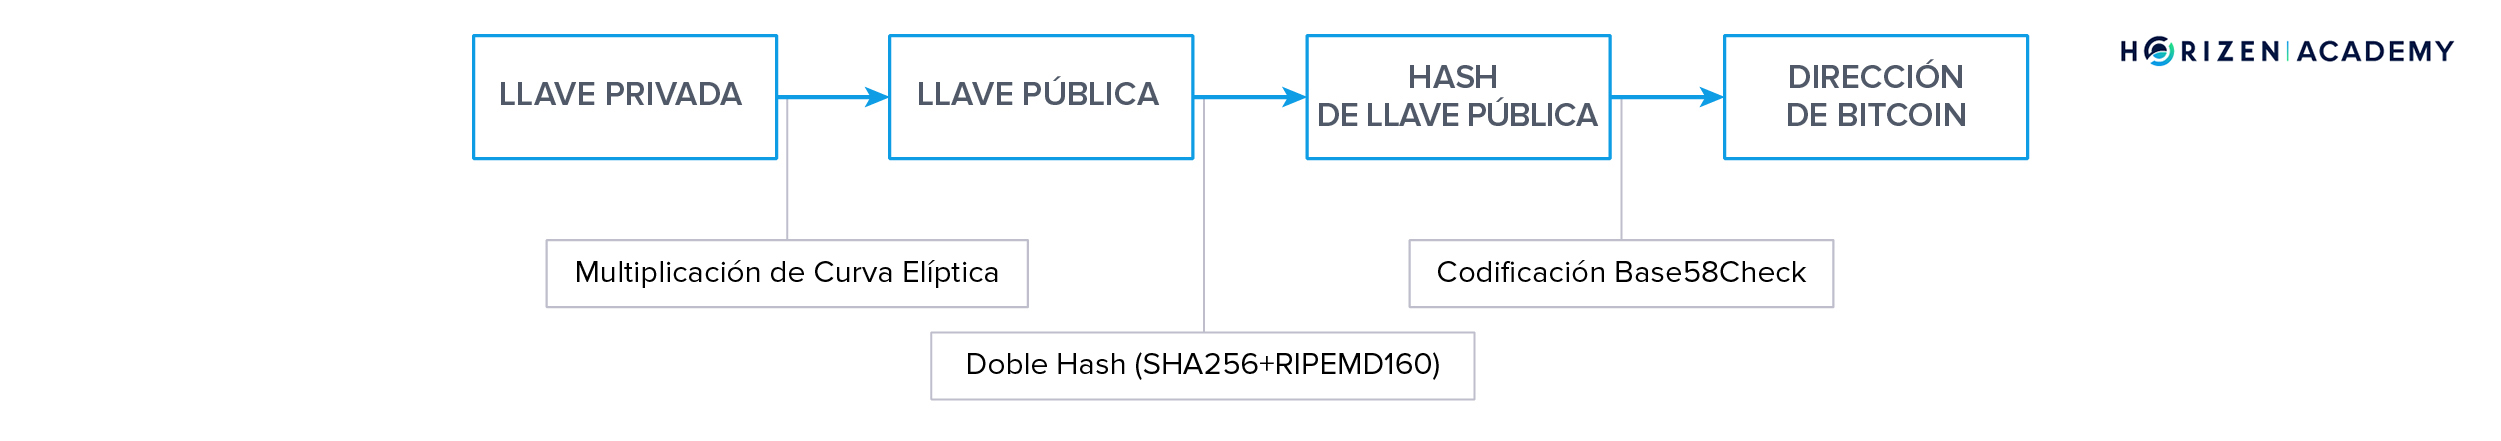 LLAVE PRIVADA
LLAVE PÚBLICA
HASH
DE LLAVE PÚBLICA
DIRECCIÓN
DE BITCOIN
HORIZEN ACADEMY
Multiplicación de Curva Elíptica
Codificación Base58Check
Doble Hash (SHA256+RIPEMD160)